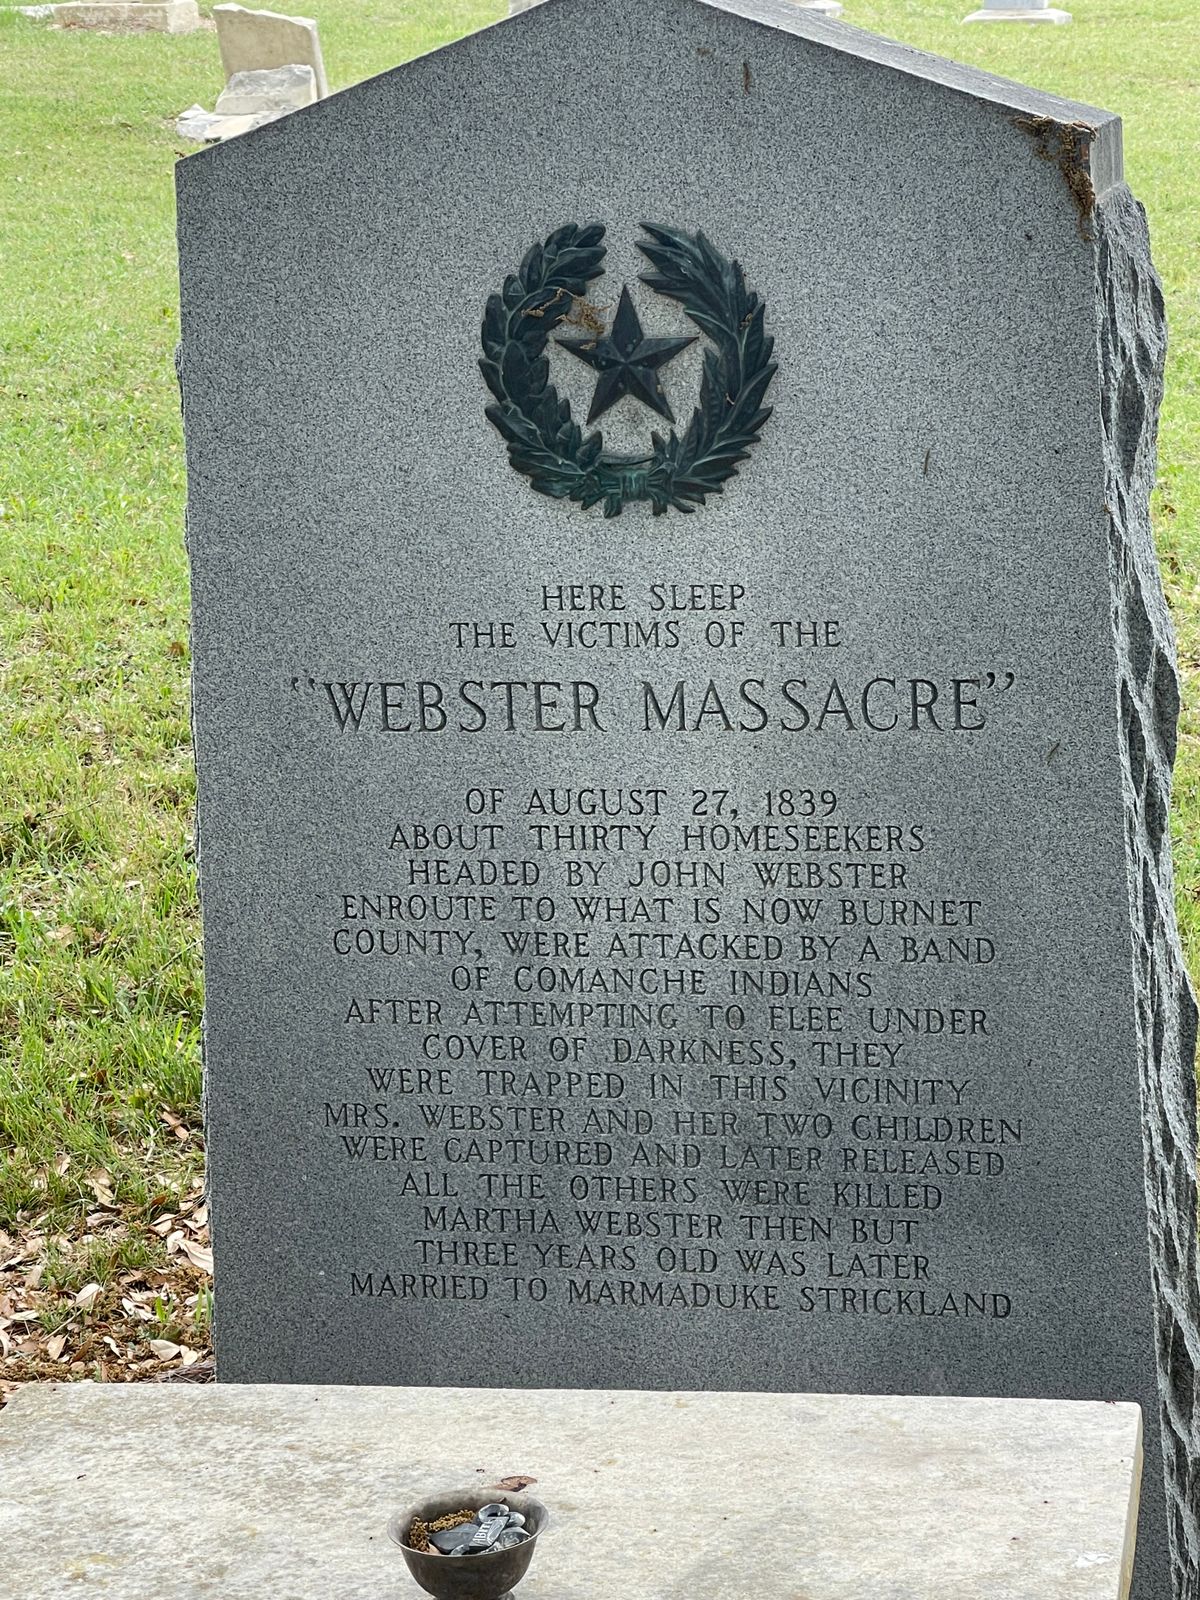 HERE SLEEP
THE VICTIMS OF THE
"WEBSTER MASSACRE"
OF AUGUST 27, 1839
ABOUT THIRTY HOMESEEKERS
HEADED BY JOHN WEBSTER
ENROUTE TO WHAT IS NOW BURNET
COUNTY, WERE ATTACKED BY A BAND
OF COMANCHE INDIANS
AFTER ATTEMPTING TO FLEE UNDER
COVER OF DARKNESS, THEY
WERE TRAPPED IN THIS VICINITY
MRS. WEBSTER AND HER TWO CHILDREN
WERE CAPTURED AND LATER RELEASED
ALL THE OTHERS WERE KILLED
MARTHA WEBSTER THEN BUT
THREE YEARS OLD WAS LATER
MARRIED TO MARMADUKE STRICKLAND